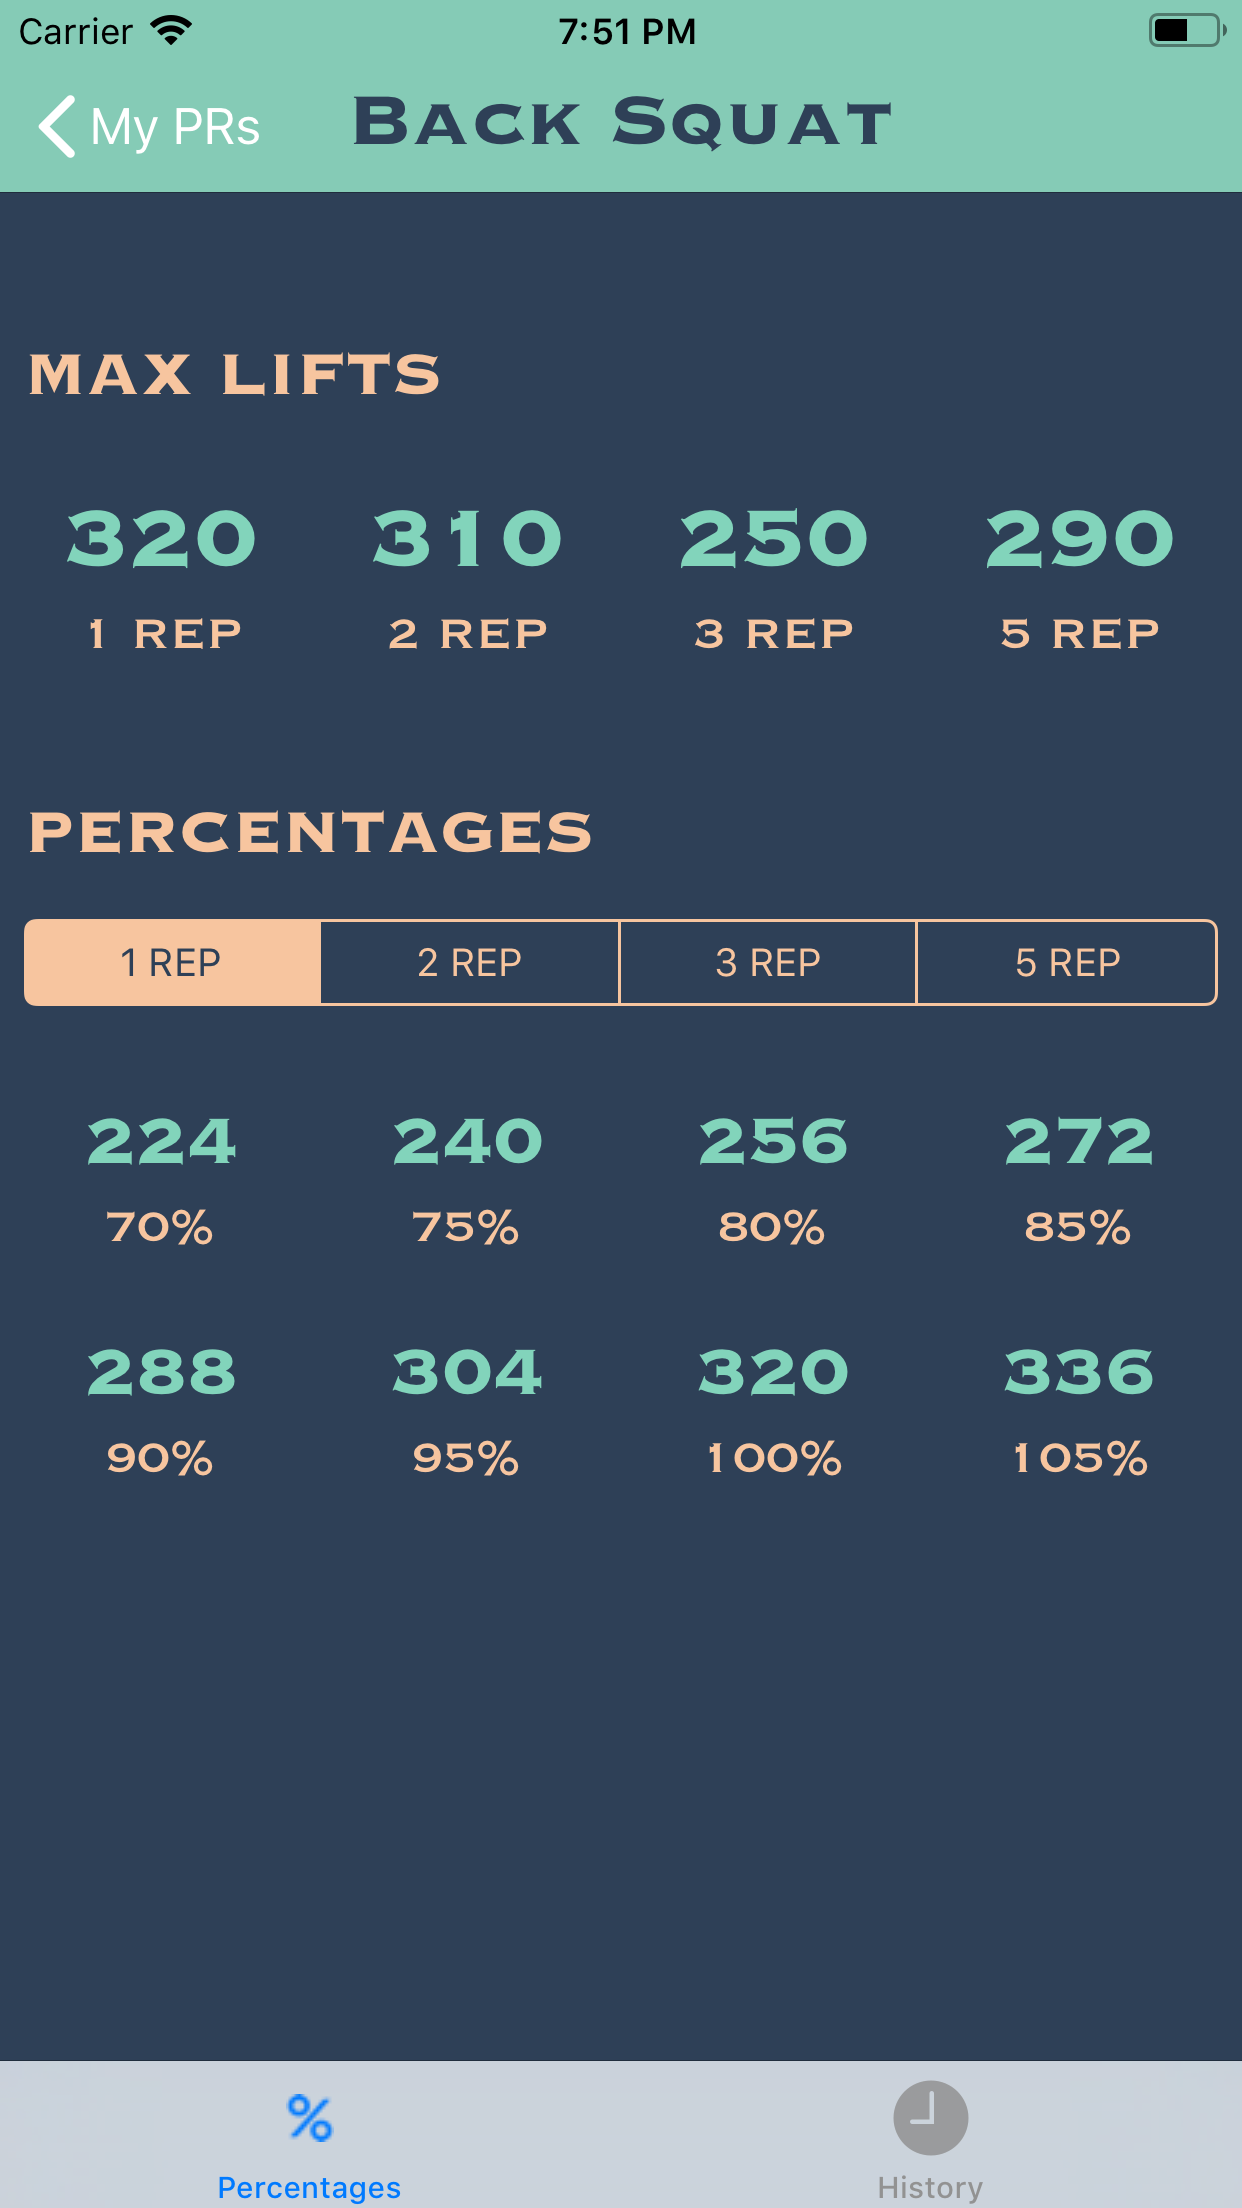 Carrier 7:51 PM
My PRs Back Squat
MAX LIFTS
320 310 250 290
1 REP 2 REP 3 REP 5 REP
PERCENTAGES
1 REP 2 REP 3 REP 5 REP
224 240 256 272
70% 75% 80% 85%
288 304 320 336
90% 95% 100% 105%
%
Percentages History